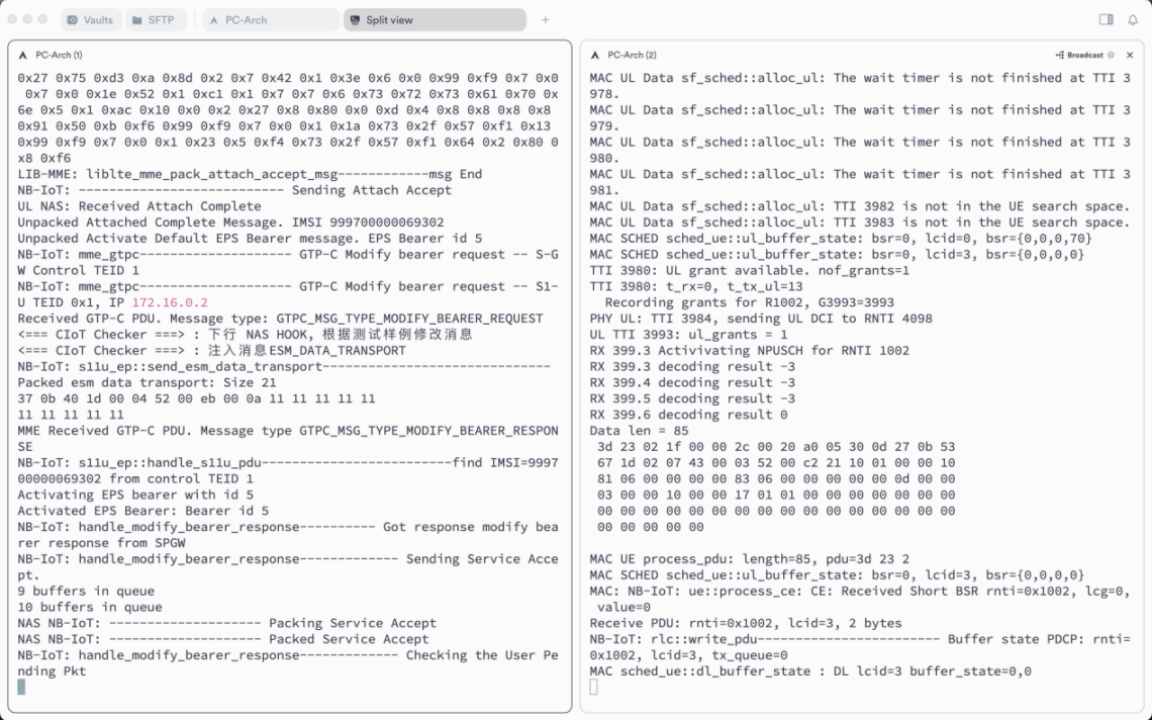 Vaults
SFTP
PC-Arch
Split view
PC-Arch (1)
0x27 0x75 0xd3 0xa 0x8d 0x2 0x7 0x42 0x1 0x3e 0x6 0x0 0x99 0xf9 0x7 0x0
0x7 0x0 0x1e 0x52 0x1 0xc1 0x1 0x7 0x7 0x6 0x73 0x73 0x61 0x70 0x
6e 0x5 0x1 0xac 0x10 0x0 0x2 0x27 0x8 0x80 0x0 0xd 0x4 0x8 0x8 0x8 0x8
0x91 0x50 0xb 0xf6 0x99 0xf9 0x7 0x0 0x1 0x1a 0x73 0x2f 0x57 0xf1 0x13
0x99 0xf9 0x7 0x0 0x1 0x23 0x5 0xf4 0x73 0x2f 0x57 0xf1 0x64 0x2 0x80 0
x8 0xf6
LIB-MME: liblte_mme_pack_attach_accept_msg------------msg End
NB-IoT: --------------------------- Sending Attach Accept
UL NAS: Received Attach Complete
Unpacked Attached Complete Message. IMSI 999700000069302
Unpacked Activate Default EPS Bearer message. EPS Bearer id 5
NB-IoT: mme_gtpc-------------------- GTP-C Modify bearer request -- S-G
W Control TEID 1
NB-IoT: mme_gtpc-------------------- GTP-C Modify bearer request -- S1-
U TEID 0x1, IP 172.16.0.2
Received GTP-C PDU. Message type: GTPC_MSG_TYPE_MODIFY_BEARER_REQUEST
<=== CIoT Checker ===> : 下行 NAS HOOK, 根据测试样例修改消息
<=== CIoT Checker ===> : 注入消息ESM_DATA_TRANSPORT
NB-IoT: s11u_ep::send_esm_data_transport------------------------------
Packed esm data transport: Size 21
37 0b 40 1d 00 04 52 00 eb 00 0a 11 11 11 11 11
11 11 11 11 11
MME Received GTP-C PDU. Message type GTPC_MSG_TYPE_MODIFY_BEARER_RESPON
SE
NB-IoT: s11u_ep::handle_s11u_pdu-------------------------find IMSI=9997
00000069302 from control TEID 1
Activating EPS bearer with id 5
Activated EPS Bearer: Bearer id 5
NB-IoT: handle_modify_bearer_response---------- Got response modify bea
rer response from SPGW
NB-IoT: handle_modify_bearer_response------------- Sending Service Acce
pt.
9 buffers in queue
10 buffers in queue
NAS NB-IoT: -------------------- Packing Service Accept
NAS NB-IoT: -------------------- Packed Service Accept
NB-IoT: handle_modify_bearer_response------------- Checking the User Pe
nding Pkt
PC-Arch (2)
Broadcast
MAC UL Data sf_sched::alloc_ul: The wait timer is not finished at TTI 3
978.
MAC UL Data sf_sched::alloc_ul: The wait timer is not finished at TTI 3
979.
MAC UL Data sf_sched::alloc_ul: The wait timer is not finished at TTI 3
980.
MAC UL Data sf_sched::alloc_ul: The wait timer is not finished at TTI 3
981.
MAC UL Data sf_sched::alloc_ul: TTI 3982 is not in the UE search space.
MAC UL Data sf_sched::alloc_ul: TTI 3983 is not in the UE search space.
MAC SCHED sched_ue::ul_buffer_state: bsr=0, lcid=0, bsr={0,0,0,70}
MAC SCHED sched_ue::ul_buffer_state: bsr=0, lcid=3, bsr={0,0,0,0}
TTI 3980: UL grant available. nof_grants=1
TTI 3980: t_rx=0, t_tx_ul=13
Recording grants for R1002, G3993=3993
PHY UL: TTI 3984, sending UL DCI to RNTI 4098
UL TTI 3993: ul_grants = 1
RX 399.3 Activivating NPUSCH for RNTI 1002
RX 399.3 decoding result -3
RX 399.4 decoding result -3
RX 399.5 decoding result -3
RX 399.6 decoding result 0
Data len = 85
3d 23 02 1f 00 00 2c 00 20 a0 05 30 0d 27 0b 53
67 1d 02 07 43 00 03 52 00 c2 21 10 01 00 00 10
81 06 00 00 00 00 83 06 00 00 00 00 00 0d 00 00
03 00 00 10 00 00 17 01 01 00 00 00 00 00 00 00
00 00 00 00 00 00 00 00 00 00 00 00 00 00 00 00
00 00 00 00 00
MAC UE process_pdu: length=85, pdu=3d 23 2
MAC SCHED sched_ue::ul_buffer_state: bsr=0, lcid=3, bsr={0,0,0,0}
MAC: NB-IoT: ue::process_ce: CE: Received Short BSR rnti=0x1002, lcg=0,
value=0
Receive PDU: rnti=0x1002, lcid=3, 2 bytes
NB-IoT: rlc::write_pdu------------------------ Buffer state PDCP: rnti=
0x1002, lcid=3, tx_queue=0
MAC sched_ue::dl_buffer_state : DL lcid=3 buffer_state=0,0